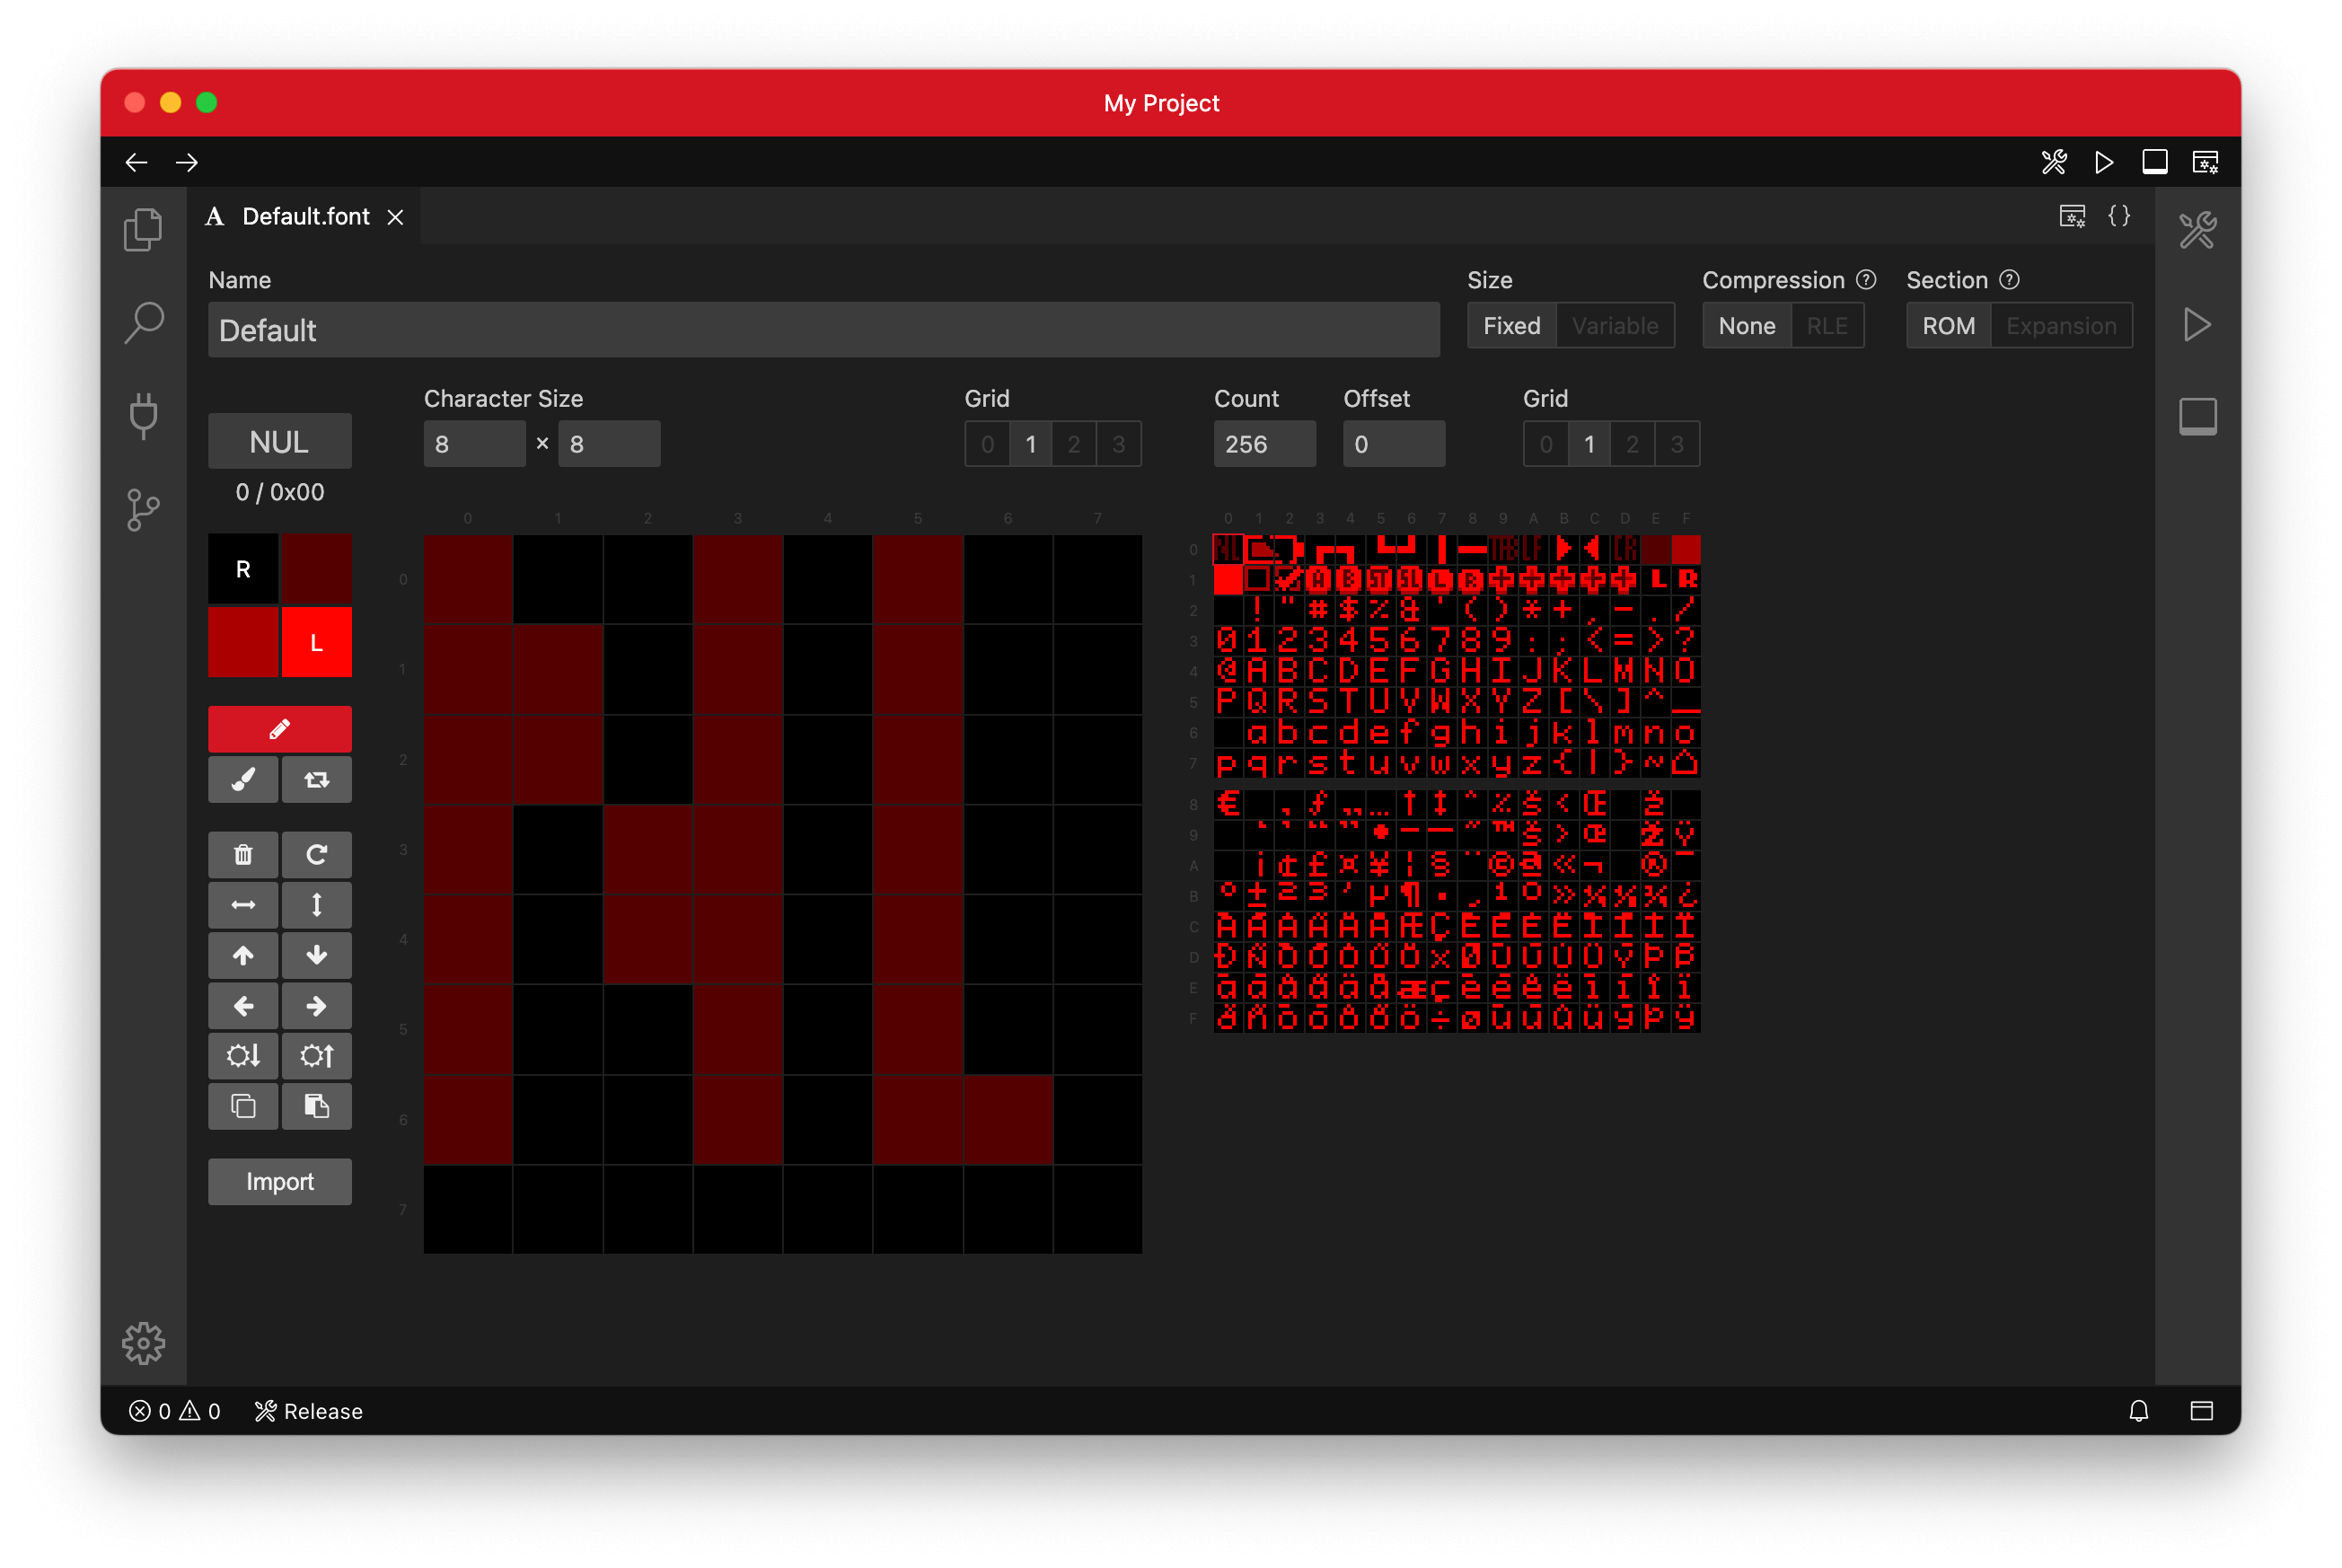 My Project
Default.font
Name
Size
Compression
Section
Default
Fixed Variable
None RLE
ROM Expansion
NUL
0 / 0x00
Character Size
8 × 8
Grid
0 1 2 3
Count
256
Offset
0
Grid
0 1 2 3
R
L
Import
0 1 2 3 4 5 6 7
0
1
2
3
4
5
6
7
0 1 2 3 4 5 6 7 8 9 A B C D E F
0
1 L R
2 ! " # $ % & ' ( ) * + , - . /
3 0 1 2 3 4 5 6 7 8 9 : ; < = > ?
4 @ A B C D E F G H I J K L M N O
5 P Q R S T U V W X Y Z [ \ ] ^ _
6 a b c d e f g h i j k l m n o
7 p q r s t u v w x y z { | } ~
8
9
A
B
C
D
E
F
0 0 Release